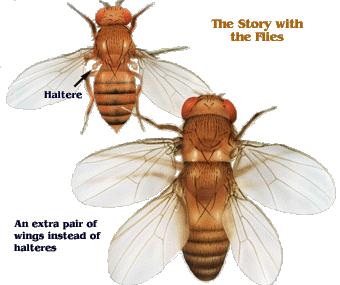 The Story with
the Flies
Haltere
An extra pair of
wings instead of
halteres